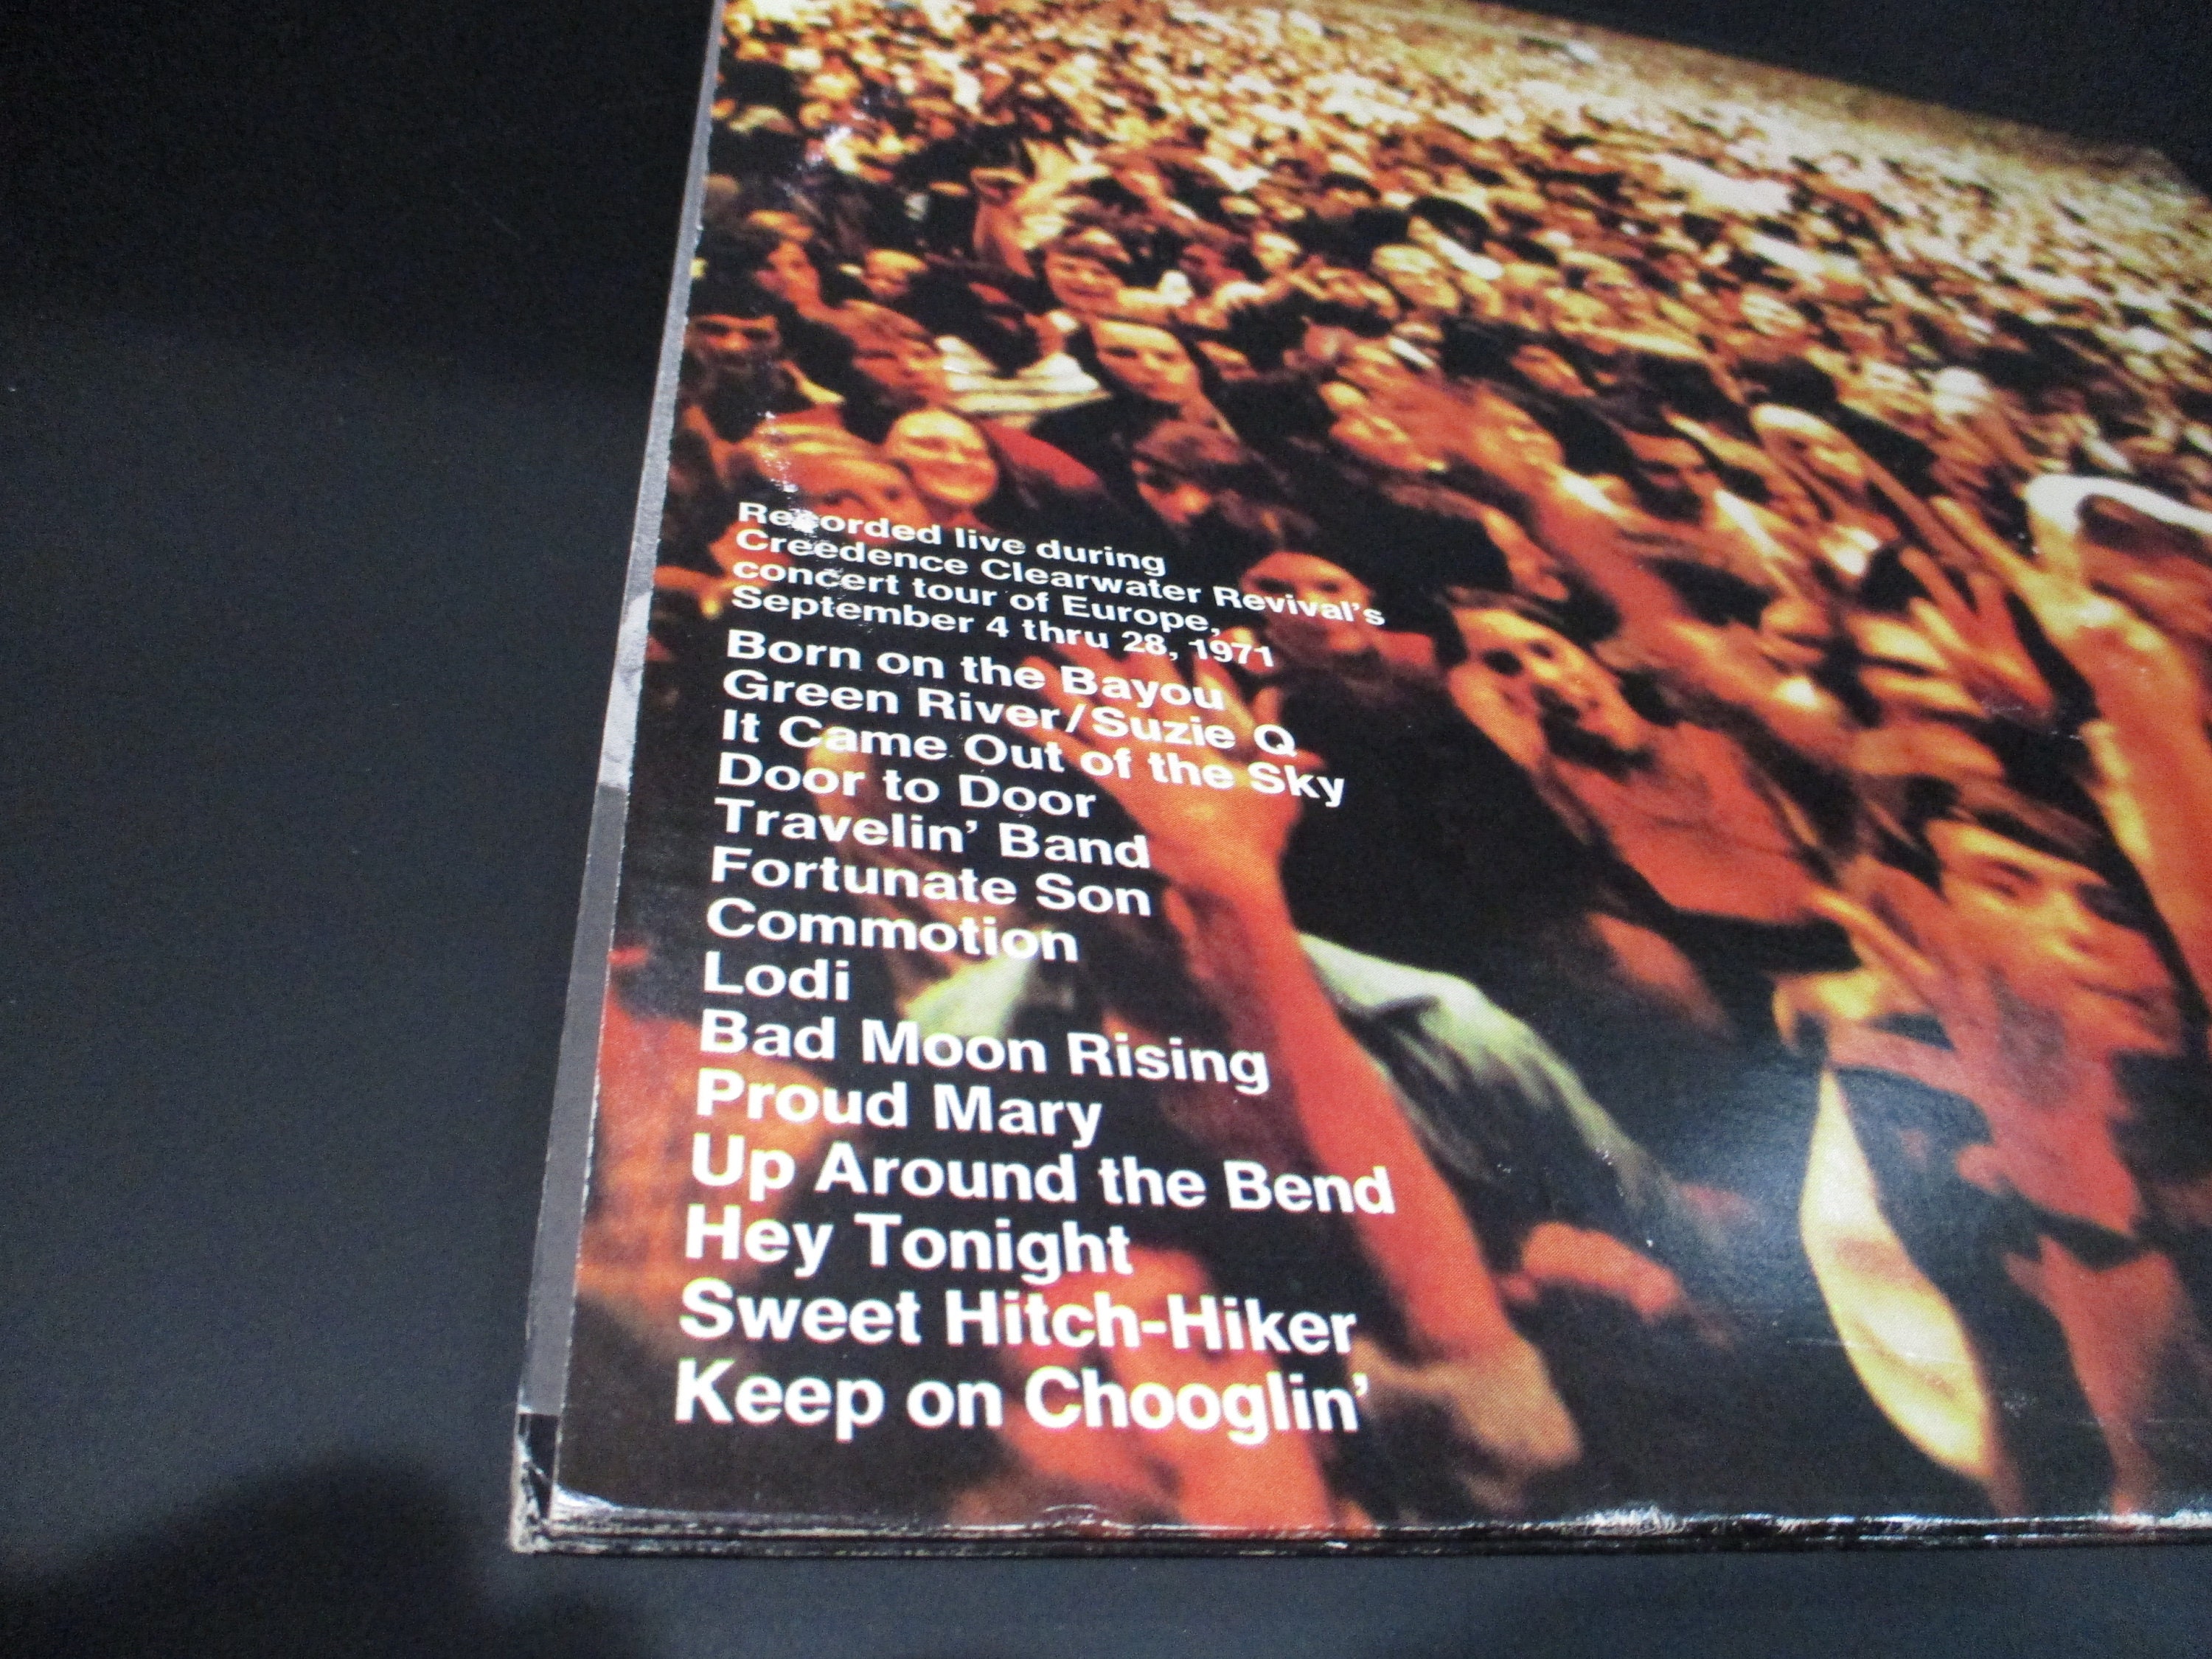 Recorded live during
Creedence Clearwater Revival's
concert tour of Europe,
September 4 thru 28, 1971
Born on the Bayou
Green River/Suzie Q
It Came Out of the Sky
Door to Door
Travelin' Band
Fortunate Son
Commotion
Lodi
Bad Moon Rising
Proud Mary
Up Around the Bend
Hey Tonight
Sweet Hitch-Hiker
Keep on Chooglin'